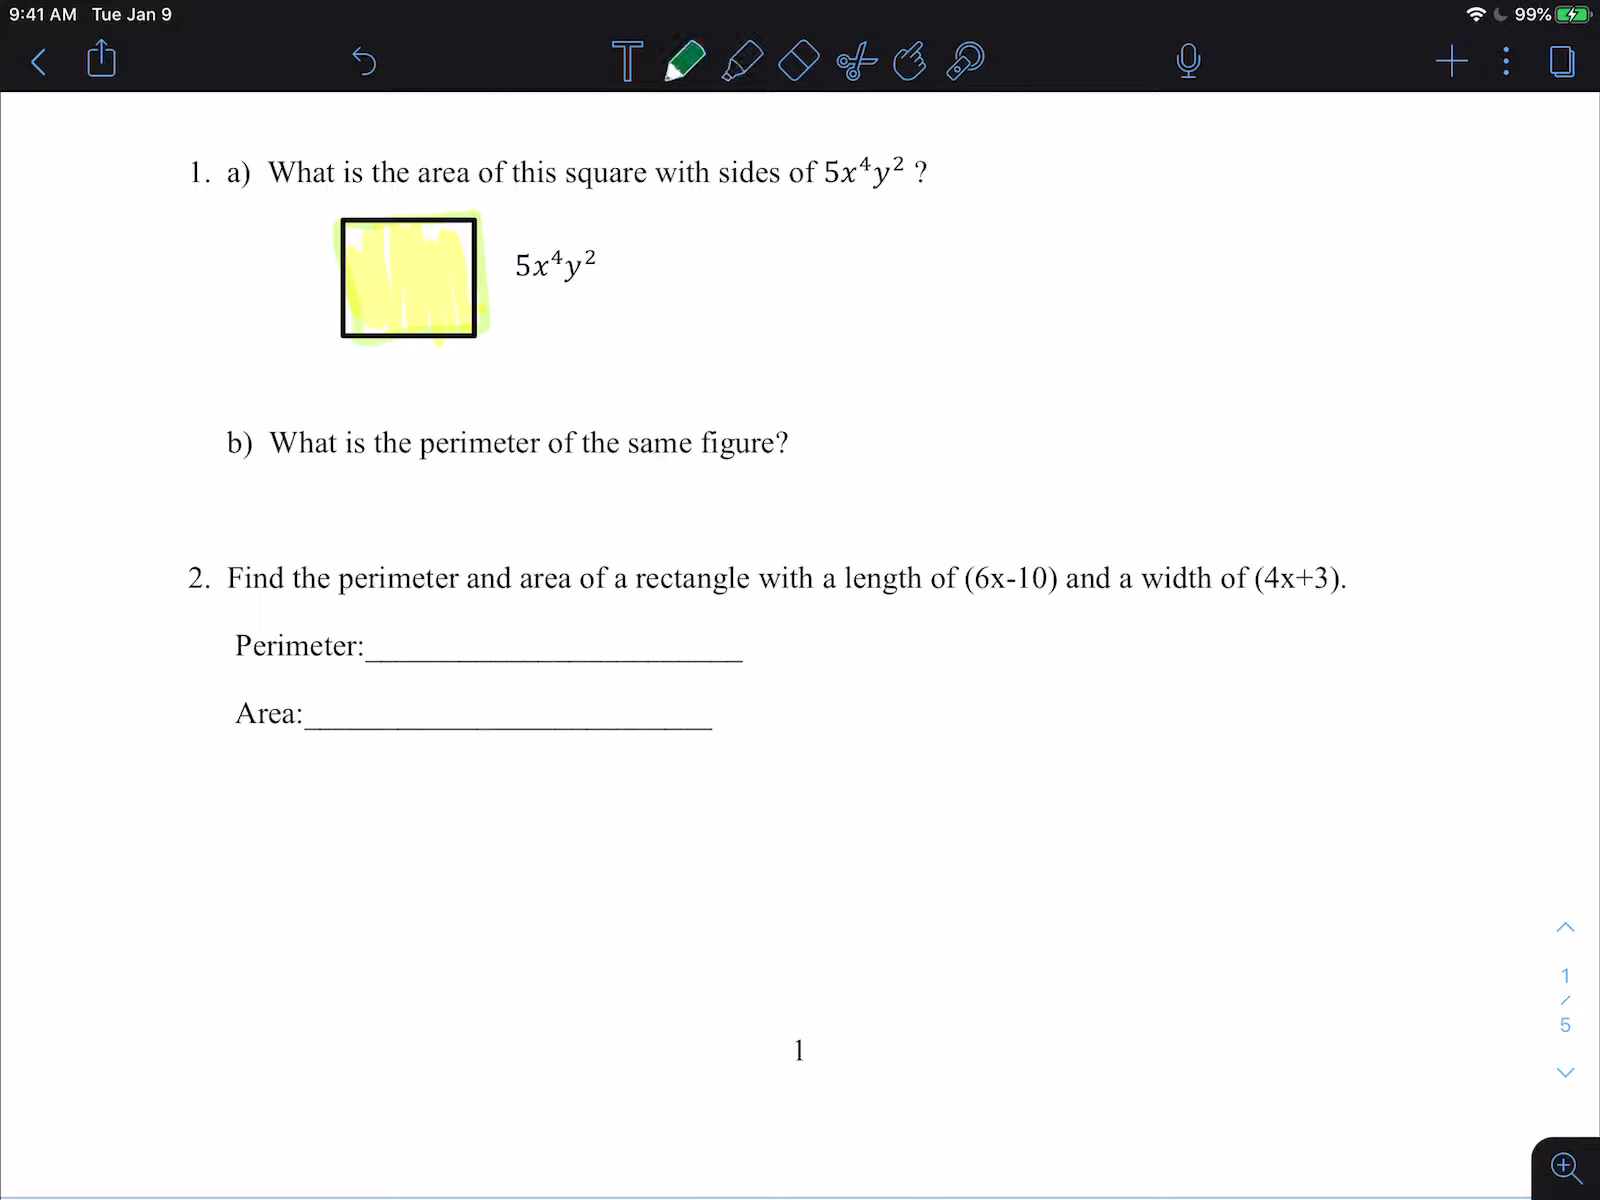 9:41 AM Tue Jan 9 99%
1. a) What is the area of this square with sides of 5x⁴y² ?
5x⁴y²
b) What is the perimeter of the same figure?
2. Find the perimeter and area of a rectangle with a length of (6x-10) and a width of (4x+3).
Perimeter:________________________
Area:__________________________
1
/
5
1